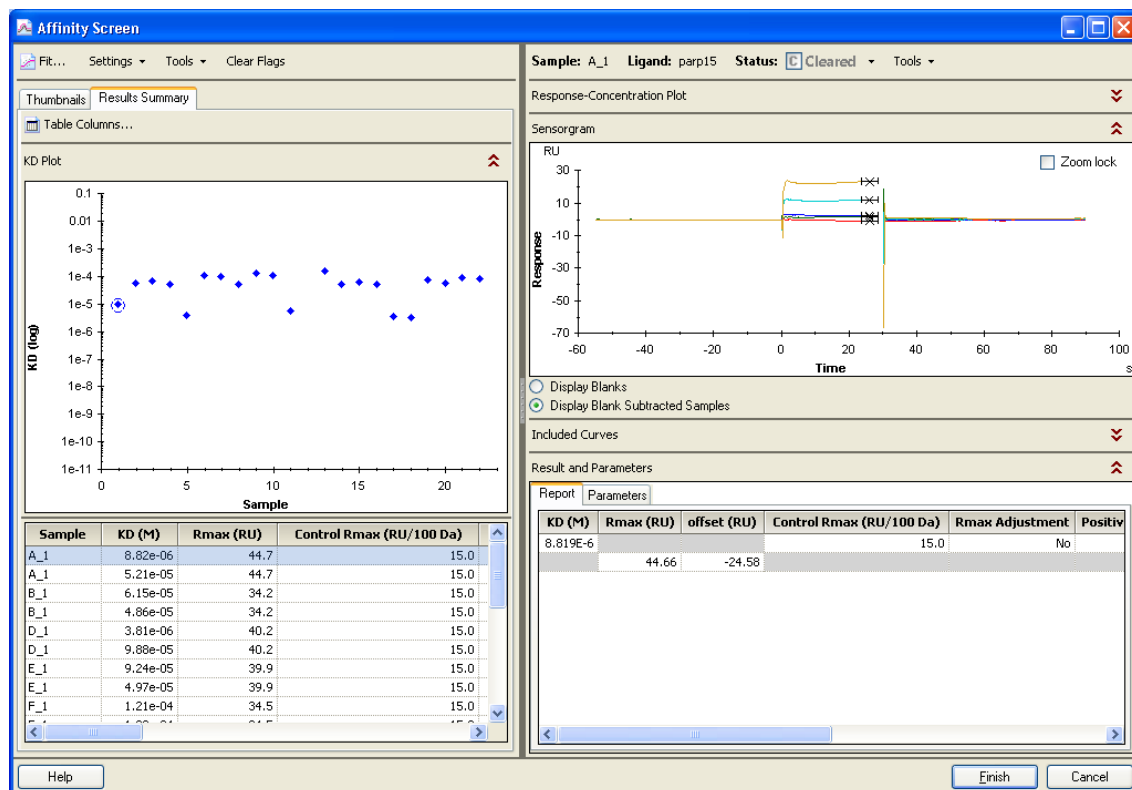 Affinity Screen
Fit... Settings Tools Clear Flags
Thumbnails Results Summary
Table Columns...
KD Plot
0.1
0.01
1e-3
1e-4
1e-5
1e-6
1e-7
1e-8
1e-9
1e-10
1e-11
KD (log)
0 5 10 15 20
Sample
Sample KD (M) Rmax (RU) Control Rmax (RU/100 Da)
A_1 8.82e-06 44.7 15.0
A_1 5.21e-05 44.7 15.0
B_1 6.15e-05 34.2 15.0
B_1 4.86e-05 34.2 15.0
D_1 3.81e-06 40.2 15.0
D_1 9.88e-05 40.2 15.0
E_1 9.24e-05 39.9 15.0
E_1 4.97e-05 39.9 15.0
F_1 1.21e-04 34.5 15.0
Sample: A_1 Ligand: parp15 Status: C Cleared Tools
Response-Concentration Plot
Sensorgram
RU
Zoom lock
30
10
-10
-30
-50
-70
Response
-60 -40 -20 0 20 40 60 80 100
Time
s
Display Blanks
Display Blank Subtracted Samples
Included Curves
Result and Parameters
Report Parameters
KD (M) Rmax (RU) offset (RU) Control Rmax (RU/100 Da) Rmax Adjustment Positiv
8.819E-6 15.0 No
44.66 -24.58
Help Finish Cancel